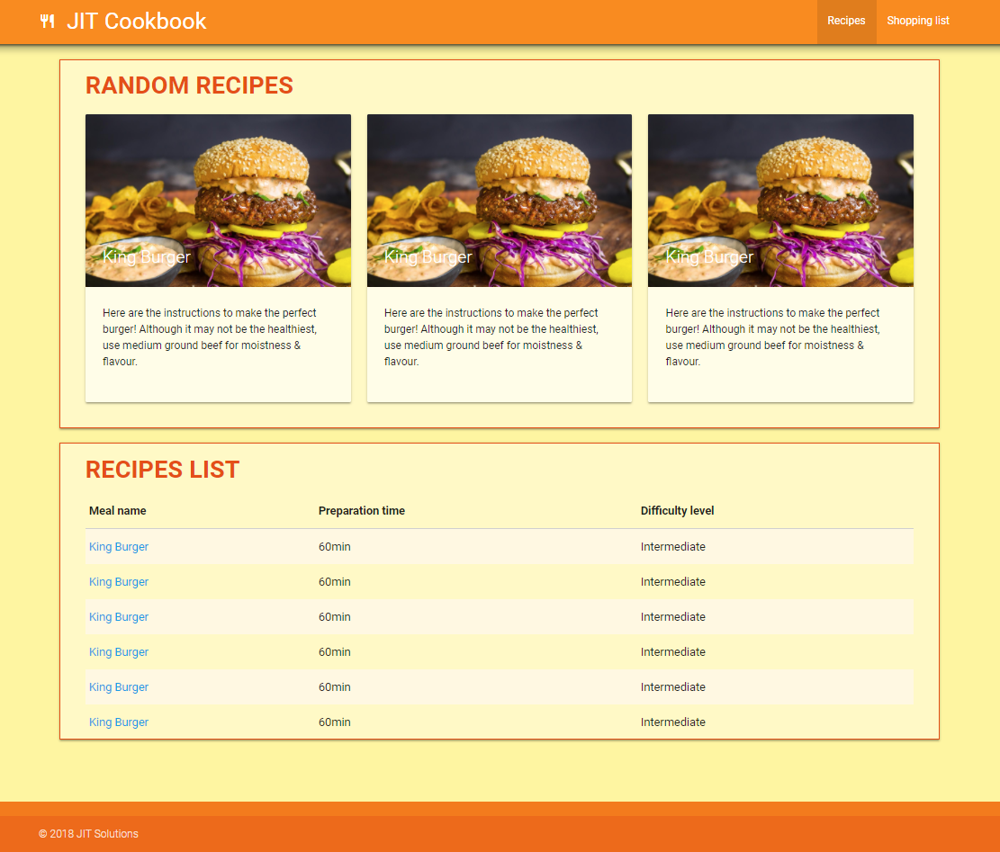 JIT Cookbook
Recipes Shopping list
RANDOM RECIPES
King Burger
Here are the instructions to make the perfect
burger! Although it may not be the healthiest,
use medium ground beef for moistness &
flavour.
King Burger
Here are the instructions to make the perfect
burger! Although it may not be the healthiest,
use medium ground beef for moistness &
flavour.
King Burger
Here are the instructions to make the perfect
burger! Although it may not be the healthiest,
use medium ground beef for moistness &
flavour.
RECIPES LIST
Meal name Preparation time Difficulty level
King Burger 60min Intermediate
King Burger 60min Intermediate
King Burger 60min Intermediate
King Burger 60min Intermediate
King Burger 60min Intermediate
King Burger 60min Intermediate
© 2018 JIT Solutions